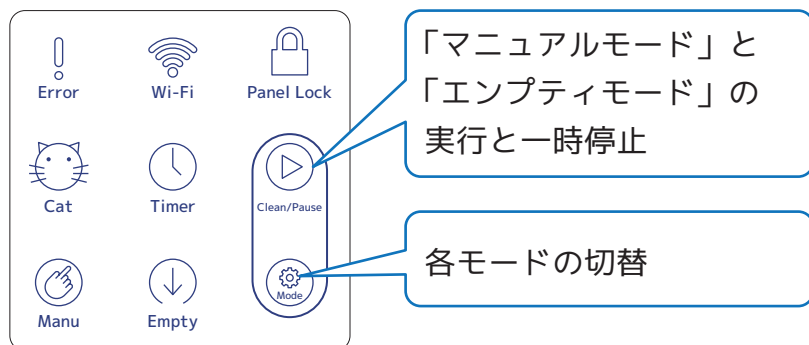 Error
Wi-Fi
Panel Lock
Cat
Timer
Clean/Pause
Manu
Empty
Mode
「マニュアルモード」と
「エンプティモード」の
実行と一時停止
各モードの切替